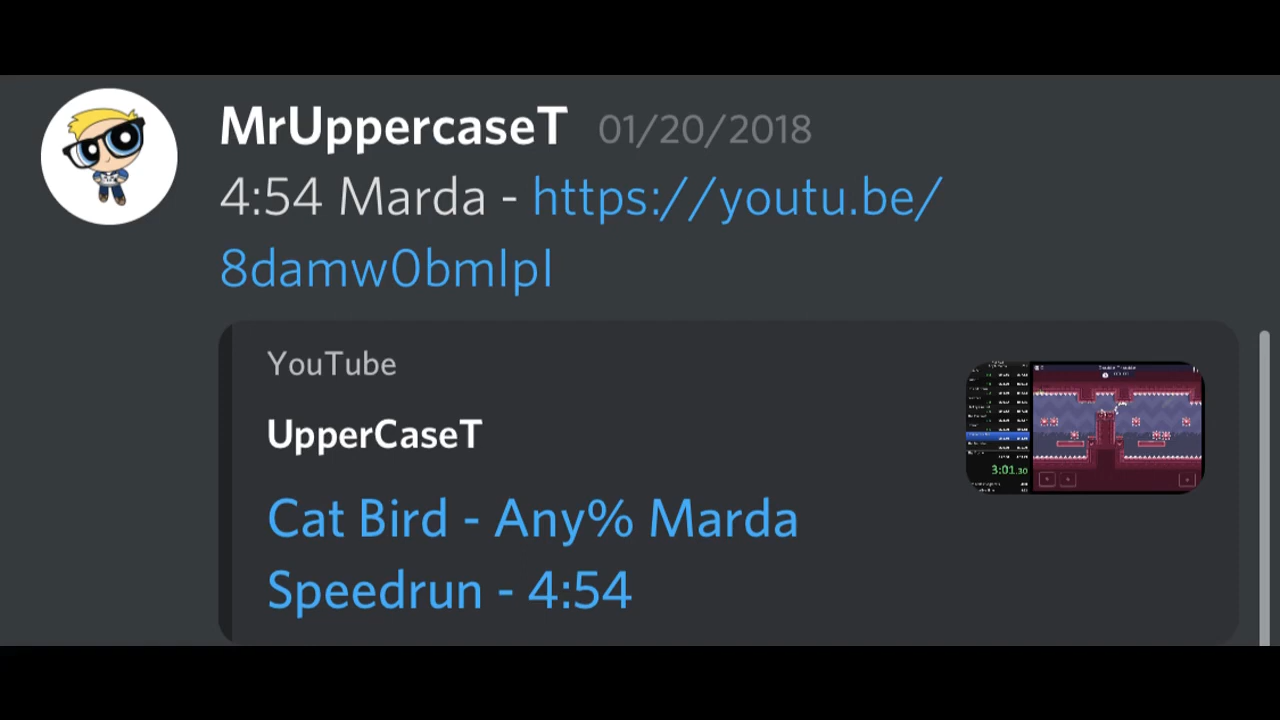 MrUppercaseT 01/20/2018
4:54 Marda - https://youtu.be/
8damw0bmIpI
YouTube
UpperCaseT
Cat Bird - Any% Marda
Speedrun - 4:54
3:01.30